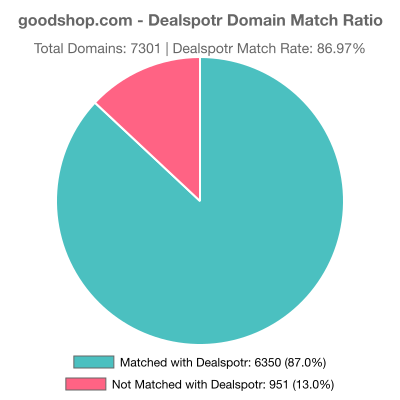 goodshop.com - Dealspotr Domain Match Ratio
Total Domains: 7301 | Dealspotr Match Rate: 86.97%
Matched with Dealspotr: 6350 (87.0%)
Not Matched with Dealspotr: 951 (13.0%)